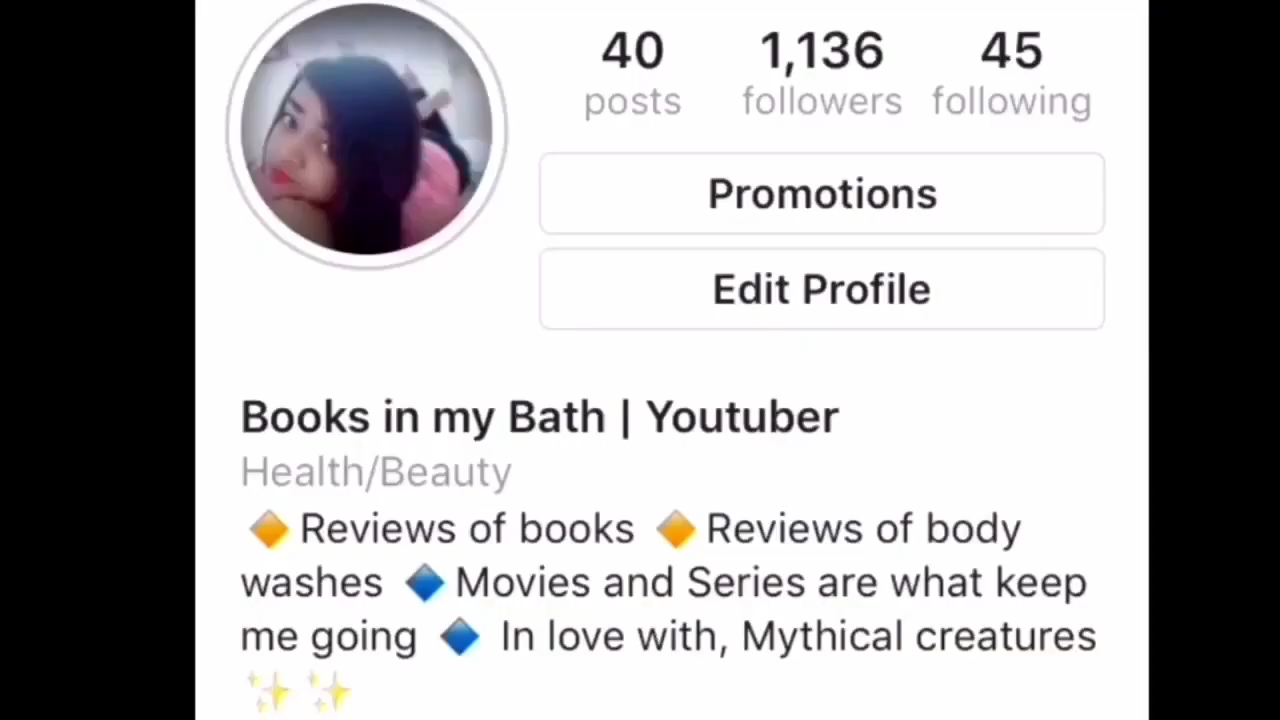 40 1,136 45
posts followers following
Promotions
Edit Profile
Books in my Bath | Youtuber
Health/Beauty
🔶 Reviews of books 🔶 Reviews of body
washes 🔷 Movies and Series are what keep
me going 🔷 In love with, Mythical creatures
✨ ✨